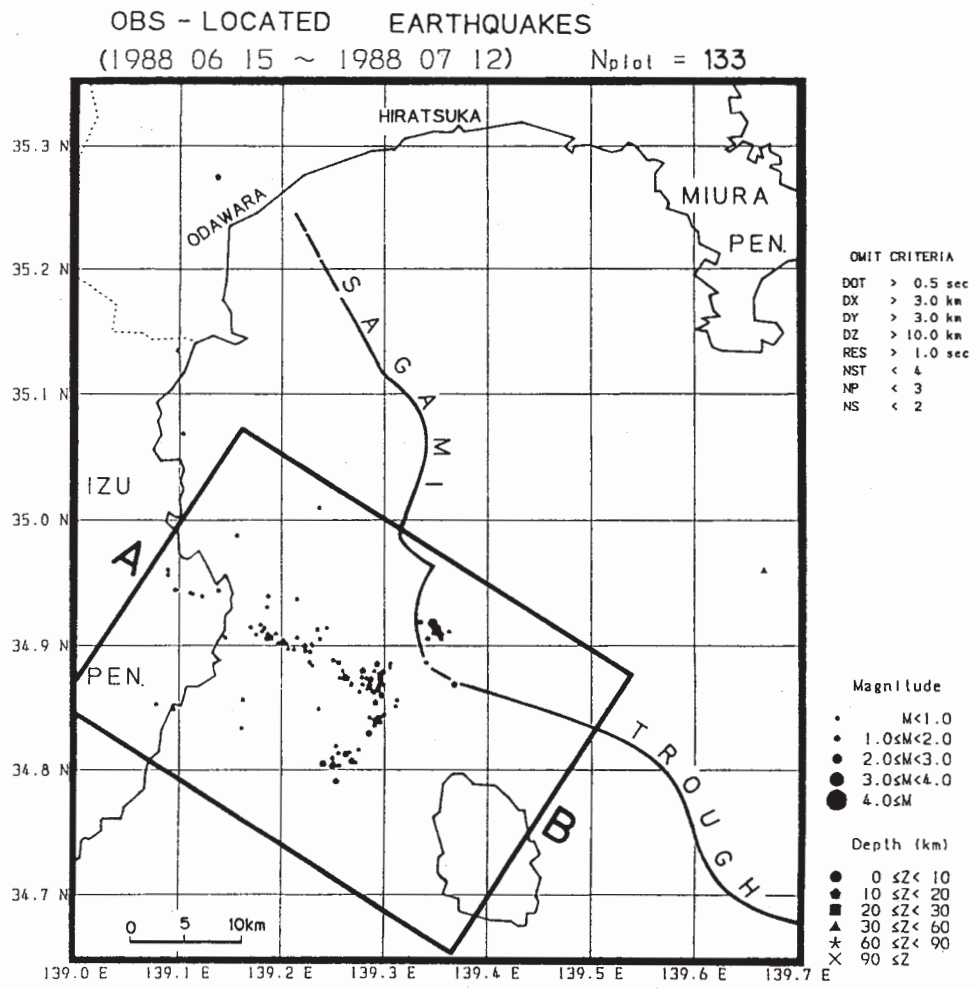 OBS - LOCATED EARTHQUAKES
(1988 06 15 ~ 1988 07 12) Nplot = 133
HIRATSUKA
35.3 N
ODAWARA
MIURA
PEN.
35.2 N
SAGAMI
35.1 N
IZU
35.0 N
A
34.9 N
PEN.
TROUGH
34.8 N
B
34.7 N
0 5 10km
139.0 E 139.1 E 139.2 E 139.3 E 139.4 E 139.5 E 139.6 E 139.7 E
OMIT CRITERIA
DOT > 0.5 sec
DX > 3.0 km
DY > 3.0 km
DZ > 10.0 km
RES > 1.0 sec
NST < 4
NP < 3
NS < 2
Magnitude
M<1.0
1.0≤M<2.0
2.0≤M<3.0
3.0≤M<4.0
4.0≤M
Depth (km)
0 ≤Z< 10
10 ≤Z< 20
20 ≤Z< 30
30 ≤Z< 60
60 ≤Z< 90
90 ≤Z